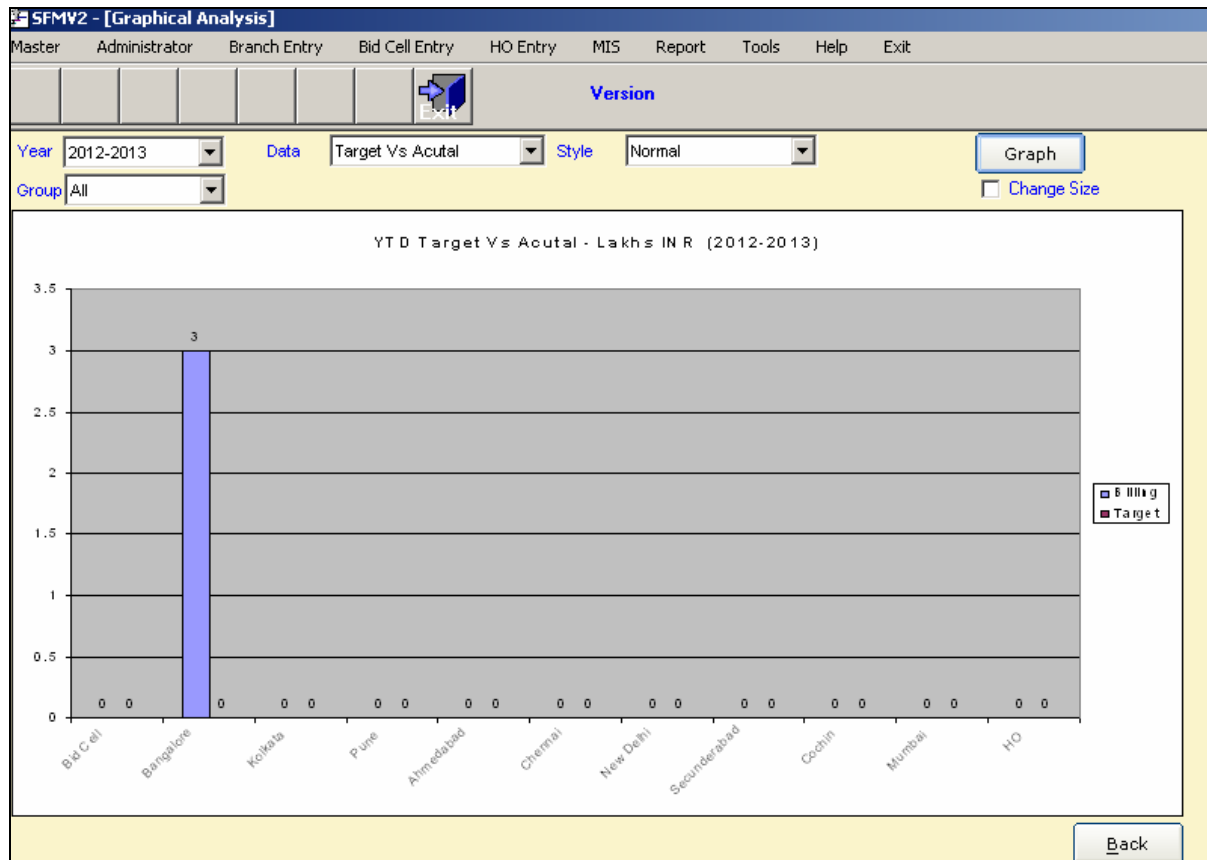 SFMV2 - [Graphical Analysis]
Master Administrator Branch Entry Bid Cell Entry HO Entry MIS Report Tools Help Exit
Exit Version
Year 2012-2013 Data Target Vs Acutal Style Normal Graph
Group All Change Size
YTD Target Vs Acutal - Lakhs INR (2012-2013)
3.5
3
3
2.5
2
1.5
1
0.5
0
0 0 0 0 0 0 0 0 0 0 0 0 0 0 0 0 0 0 0 0 0
Bid Cell Bangalore Kolkata Pune Ahmedabad Chennai New Delhi Secunderabad Cochin Mumbai HO
Billing
Target
Back